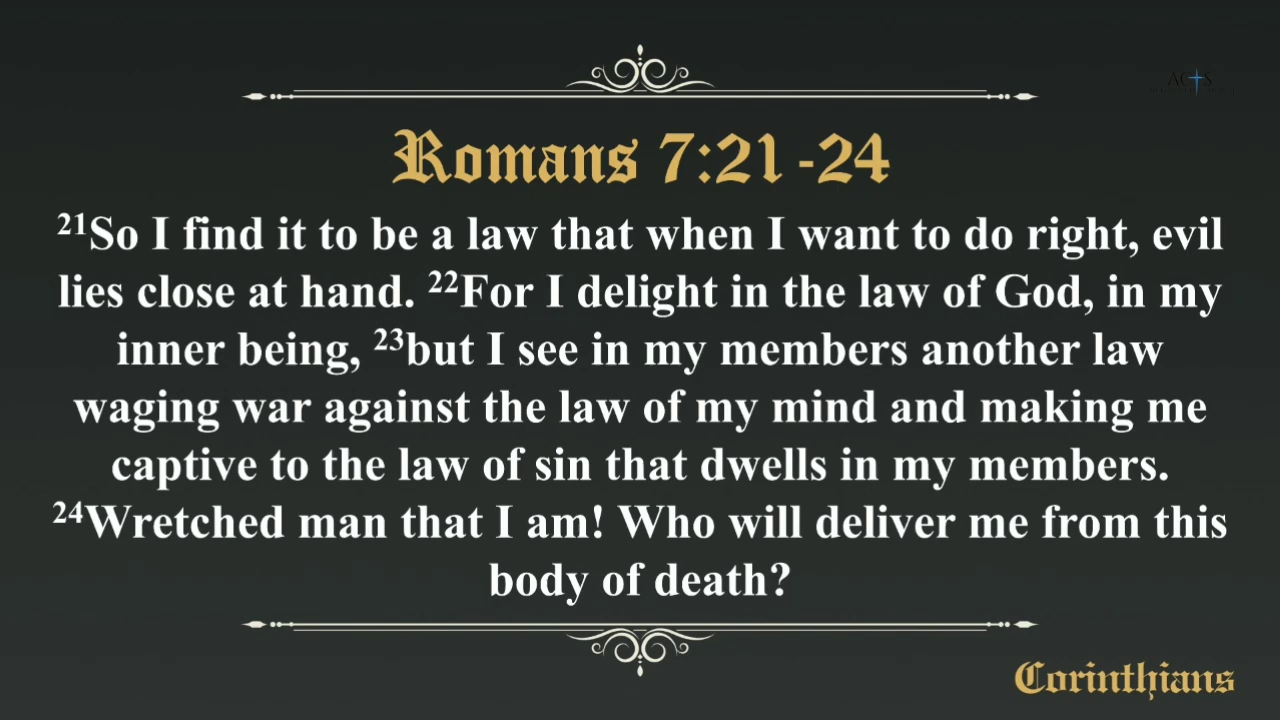 ACTS
Romans 7:21 -24
²¹So I find it to be a law that when I want to do right, evil
lies close at hand. ²²For I delight in the law of God, in my
inner being, ²³but I see in my members another law
waging war against the law of my mind and making me
captive to the law of sin that dwells in my members.
²⁴Wretched man that I am! Who will deliver me from this
body of death?
Corinthians